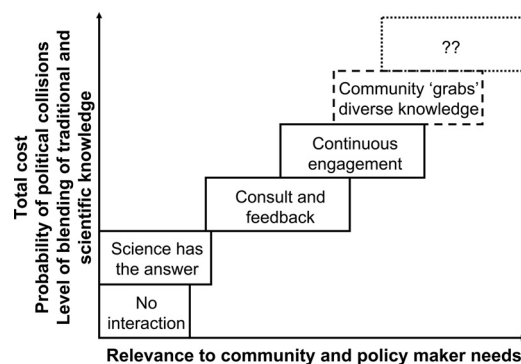 ??
Community ‘grabs’
diverse knowledge
Continuous
engagement
Consult and
feedback
Science has
the answer
No
interaction
Total cost
Probability of political collisions
Level of blending of traditional and
scientific knowledge
Relevance to community and policy maker needs